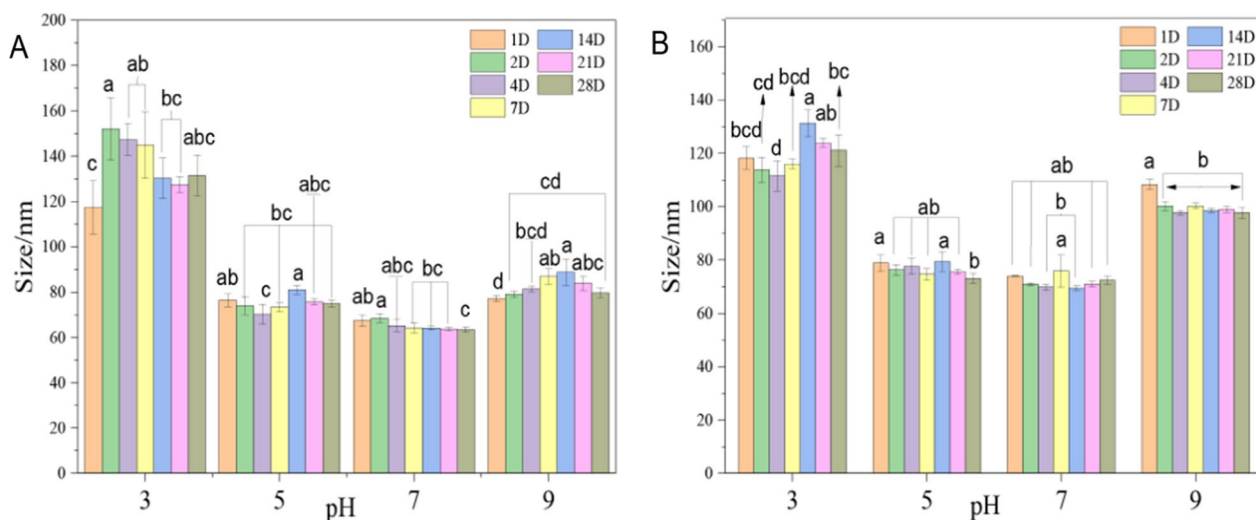 A
Size/nm
200
180
160
140
120
100
80
60
40
20
0
1D
2D
4D
7D
14D
21D
28D
c
a
ab
bc
abc
ab
bc
c
a
abc
ab
a
abc
bc
c
d
cd
bcd
ab
a
abc
3
5
7
9
pH
B
Size/nm
160
140
120
100
80
60
40
20
0
1D
2D
4D
7D
14D
21D
28D
bcd
cd
d
bcd
a
ab
bc
a
ab
a
b
ab
b
a
a
b
3
5
7
9
pH